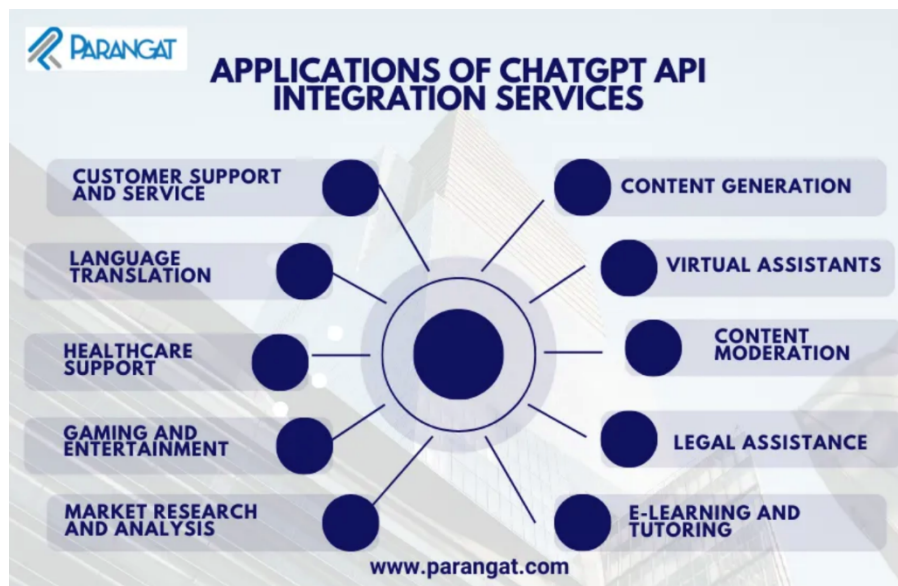 PARANGAT
APPLICATIONS OF CHATGPT API
INTEGRATION SERVICES
CUSTOMER SUPPORT
AND SERVICE
LANGUAGE
TRANSLATION
HEALTHCARE
SUPPORT
GAMING AND
ENTERTAINMENT
MARKET RESEARCH
AND ANALYSIS
CONTENT GENERATION
VIRTUAL ASSISTANTS
CONTENT
MODERATION
LEGAL ASSISTANCE
E-LEARNING AND
TUTORING
www.parangat.com